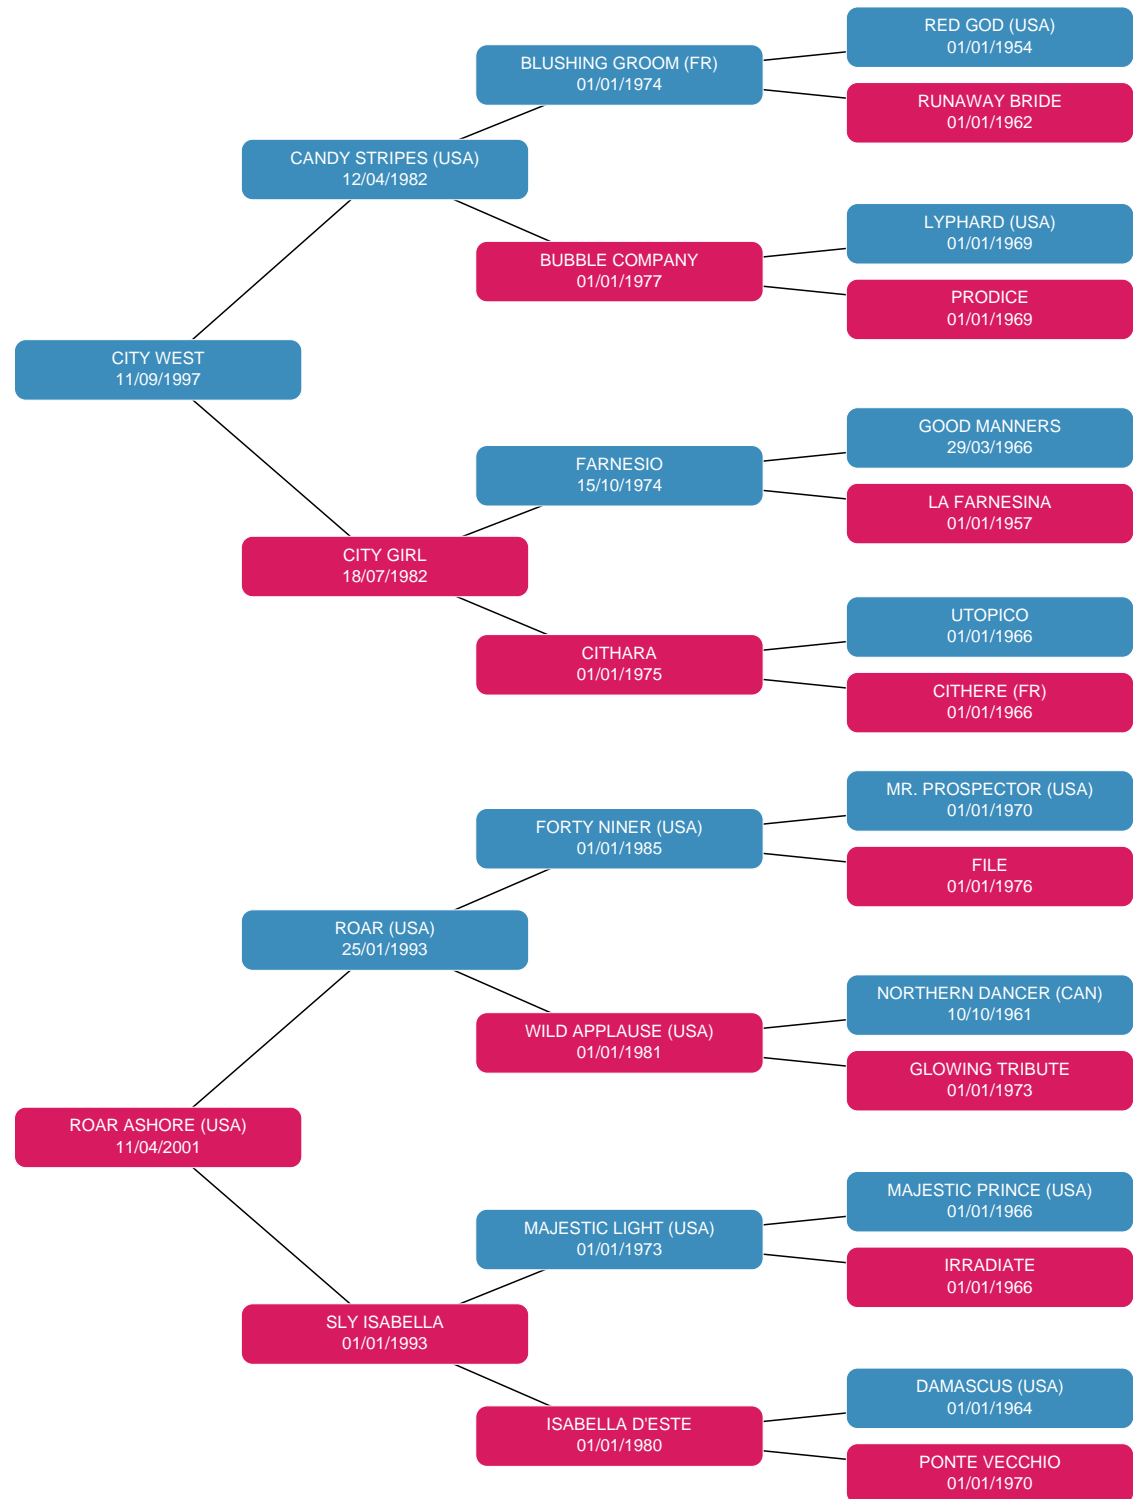 RED GOD (USA)
01/01/1954
BLUSHING GROOM (FR)
01/01/1974
RUNAWAY BRIDE
01/01/1962
CANDY STRIPES (USA)
12/04/1982
LYPHARD (USA)
01/01/1969
BUBBLE COMPANY
01/01/1977
PRODICE
01/01/1969
CITY WEST
11/09/1997
GOOD MANNERS
29/03/1966
FARNESIO
15/10/1974
LA FARNESINA
01/01/1957
CITY GIRL
18/07/1982
UTOPICO
01/01/1966
CITHARA
01/01/1975
CITHERE (FR)
01/01/1966
MR. PROSPECTOR (USA)
01/01/1970
FORTY NINER (USA)
01/01/1985
FILE
01/01/1976
ROAR (USA)
25/01/1993
NORTHERN DANCER (CAN)
10/10/1961
WILD APPLAUSE (USA)
01/01/1981
GLOWING TRIBUTE
01/01/1973
ROAR ASHORE (USA)
11/04/2001
MAJESTIC PRINCE (USA)
01/01/1966
MAJESTIC LIGHT (USA)
01/01/1973
IRRADIATE
01/01/1966
SLY ISABELLA
01/01/1993
DAMASCUS (USA)
01/01/1964
ISABELLA D'ESTE
01/01/1980
PONTE VECCHIO
01/01/1970